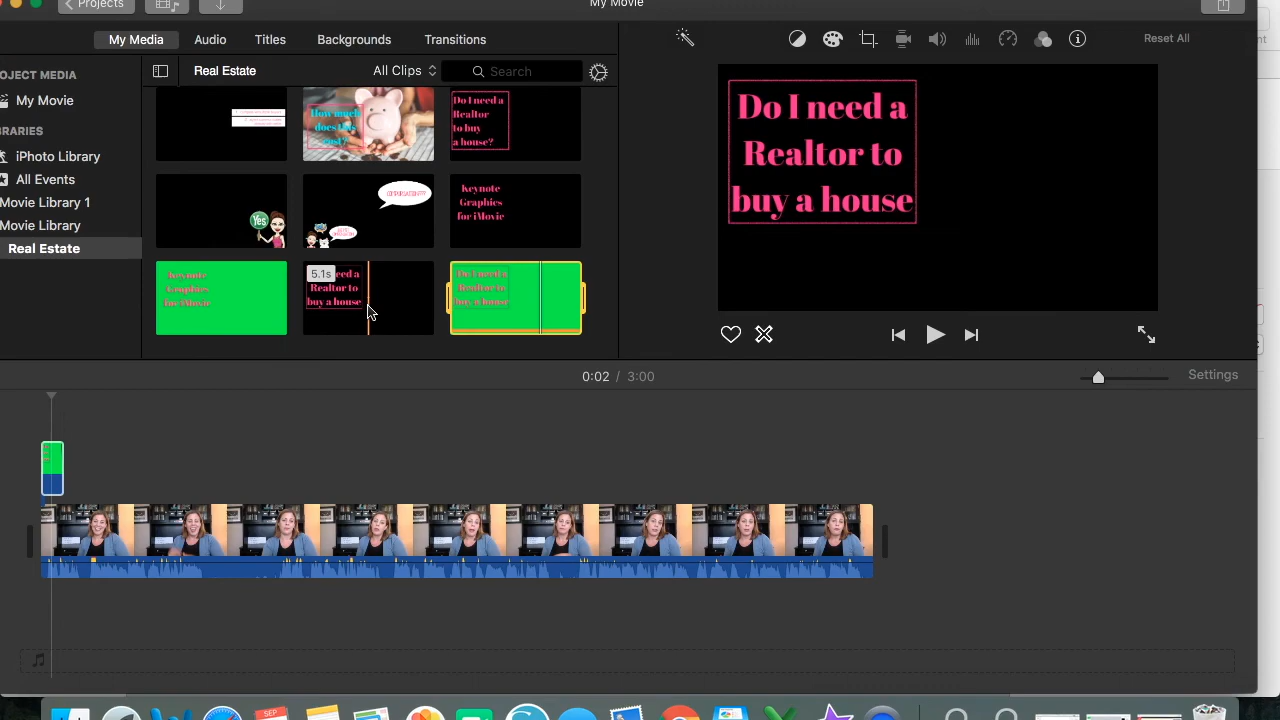 My Movie
Projects
My Media
Audio
Titles
Backgrounds
Transitions
Reset All
OJECT MEDIA
My Movie
BRARIES
iPhoto Library
All Events
Movie Library 1
Movie Library
Real Estate
Real Estate
All Clips
Search
How much
does this
cost?
Do I need a
Realtor
to buy
a house?
Yes
Keynote
Graphics
for iMovie
Keynote
Graphics
for iMovie
5.1s
eed a
Realtor to
buy a house
Do I need a
Realtor to
buy a house
Do I need a
Realtor to
buy a house
0:02 / 3:00
Settings
SEP